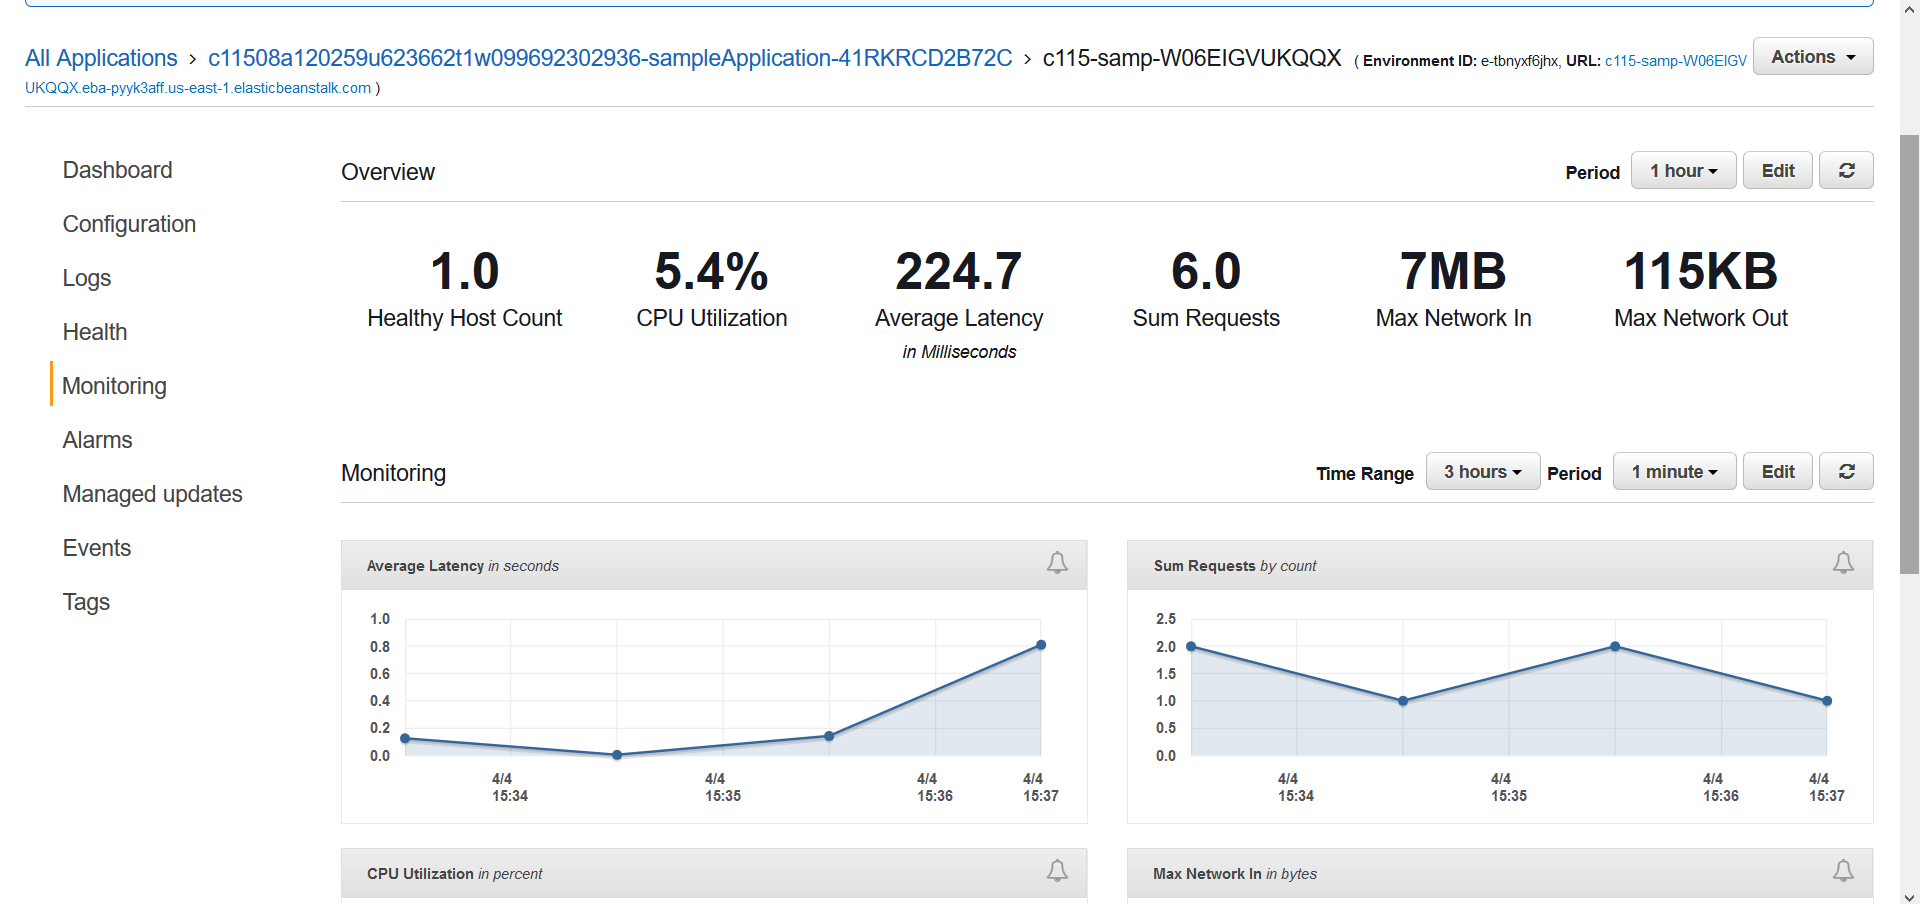 All Applications > c11508a120259u623662t1w099692302936-sampleApplication-41RKRCD2B72C > c115-samp-W06EIGVUKQQX ( Environment ID: e-tbnyxf6jhx, URL: c115-samp-W06EIGV
UKQQX.eba-pyyk3aff.us-east-1.elasticbeanstalk.com )
Actions
Dashboard
Configuration
Logs
Health
Monitoring
Alarms
Managed updates
Events
Tags
Overview
Period 1 hour Edit
1.0 5.4% 224.7 6.0 7MB 115KB
Healthy Host Count CPU Utilization Average Latency Sum Requests Max Network In Max Network Out
in Milliseconds
Monitoring
Time Range 3 hours Period 1 minute Edit
Average Latency in seconds
1.0
0.8
0.6
0.4
0.2
0.0
4/4 4/4 4/4 4/4
15:34 15:35 15:36 15:37
Sum Requests by count
2.5
2.0
1.5
1.0
0.5
0.0
4/4 4/4 4/4 4/4
15:34 15:35 15:36 15:37
CPU Utilization in percent
Max Network In in bytes